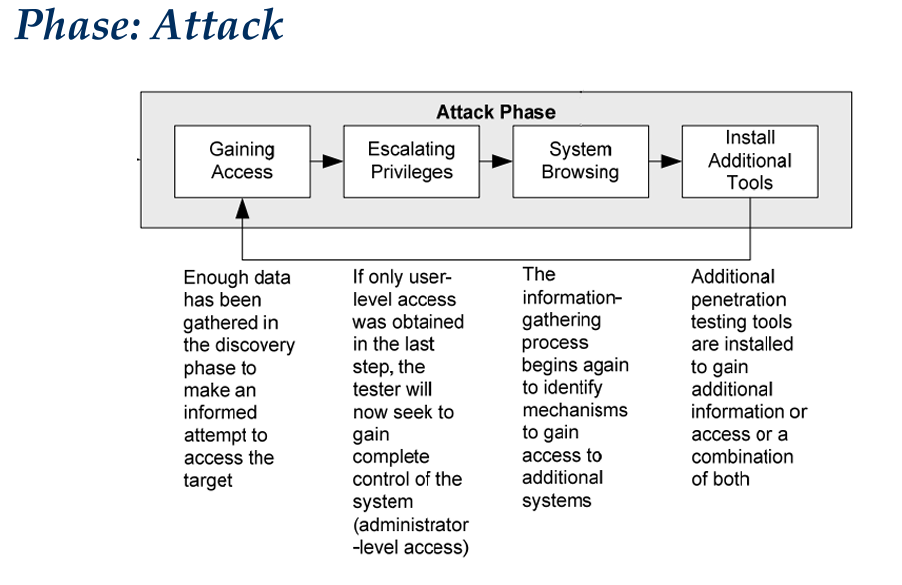 Phase: Attack
Attack Phase
Gaining
Access
Escalating
Privileges
System
Browsing
Install
Additional
Tools
Enough data
has been
gathered in
the discovery
phase to
make an
informed
attempt to
access the
target
If only user-
level access
was obtained
in the last
step, the
tester will
now seek to
gain
complete
control of the
system
(administrator
-level access)
The
information-
gathering
process
begins again
to identify
mechanisms
to gain
access to
additional
systems
Additional
penetration
testing tools
are installed
to gain
additional
information or
access or a
combination
of both